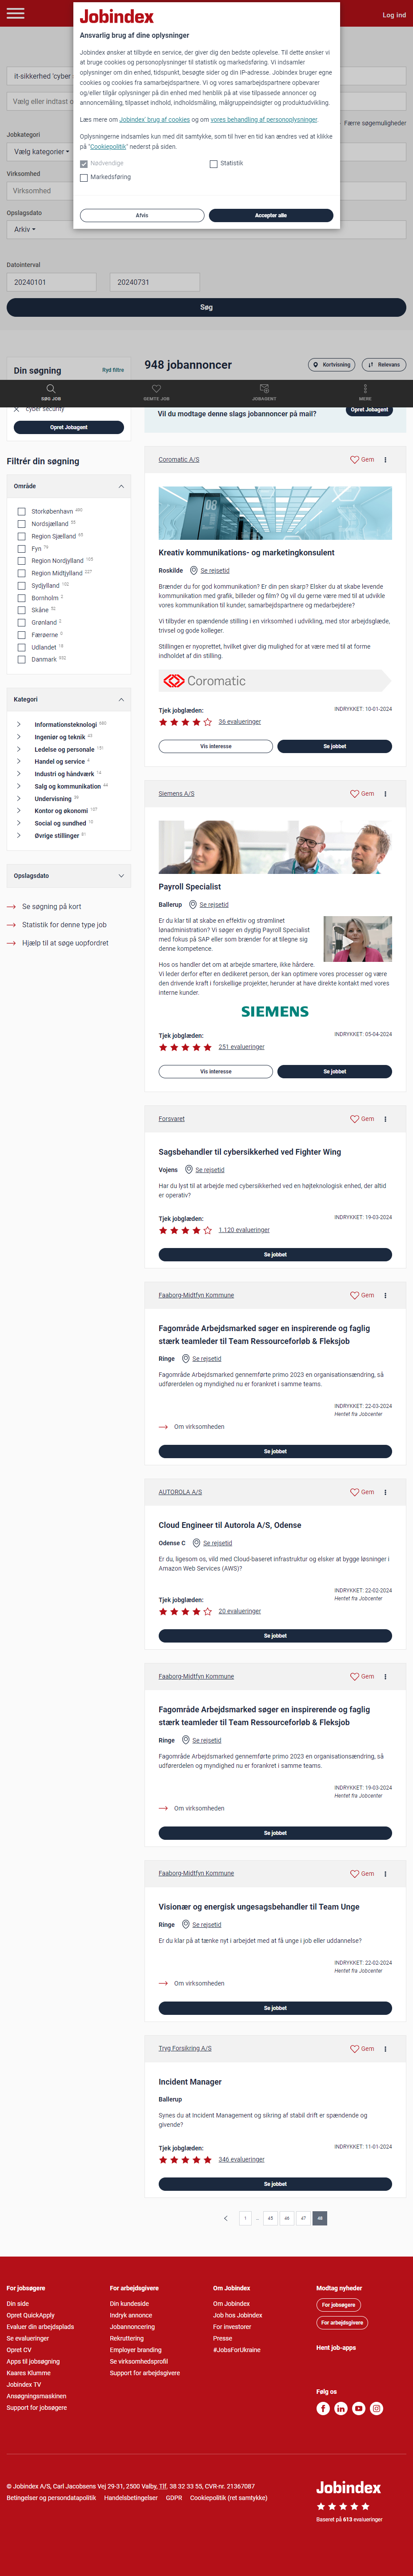 Jobindex
Log ind
Ansvarlig brug af dine oplysninger
Jobindex ønsker at tilbyde en service, der giver dig den bedste oplevelse. Til dette ønsker vi
at bruge cookies og personoplysninger til statistik og markedsføring. Vi indsamler
oplysninger om din enhed, tidspunkt, besøgte sider og din IP-adresse. Jobindex bruger egne
cookies og cookies fra samarbejdspartnere. Vi og vores samarbejdspartnere opbevarer
og/eller tilgår oplysninger på din enhed med henblik på at vise tilpassede annoncer og
annoncemåling, tilpasset indhold, indholdsmåling, målgruppeindsigter og produktudvikling.
Læs mere om Jobindex' brug af cookies og om vores behandling af personoplysninger.
Oplysningerne indsamles kun med dit samtykke, som til hver en tid kan ændres ved at klikke
på "Cookiepolitik" nederst på siden.
Nødvendige
Statistik
Markedsføring
Afvis
Accepter alle
it-sikkerhed 'cyber
Vælg eller indtast o
Færre søgemuligheder
Jobkategori
Vælg kategorier
Virksomhed
Virksomhed
Opslagsdato
Arkiv
Datointerval
20240101
20240731
Søg
Din søgning
Ryd filtre
948 jobannoncer
Kortvisning
Relevans
SØG JOB
GEMTE JOB
JOBAGENT
MERE
cyber security
Opret Jobagent
Vil du modtage denne slags jobannoncer på mail?
Opret Jobagent
Filtrér din søgning
Område
Storkøbenhavn
Nordsjælland
Region Sjælland
Fyn
Region Nordjylland
Region Midtjylland
Sydjylland
Bornholm
Skåne
Grønland
Færøerne
Udlandet
Danmark
Kategori
Informationsteknologi
Ingeniør og teknik
Ledelse og personale
Handel og service
Industri og håndværk
Salg og kommunikation
Undervisning
Kontor og økonomi
Social og sundhed
Øvrige stillinger
Opslagsdato
Se søgning på kort
Statistik for denne type job
Hjælp til at søge uopfordret
Coromatic A/S
Gem
Kreativ kommunikations- og marketingkonsulent
Roskilde Se rejsetid
Brænder du for god kommunikation? Er din pen skarp? Elsker du at skabe levende
kommunikation med grafik, billeder og film? Og vil du gerne være med til at udvikle
vores kommunikation til kunder, samarbejdspartnere og medarbejdere?
Vi tilbyder en spændende stilling i en virksomhed i udvikling, med stor arbejdsglæde,
trivsel og gode kolleger.
Stillingen er nyoprettet, hvilket giver dig mulighed for at være med til at forme
indholdet af din stilling.
Coromatic
Tjek jobglæden:
INDRYKKET: 10-01-2024
36 evalueringer
Vis interesse
Se jobbet
Siemens A/S
Gem
Payroll Specialist
Ballerup Se rejsetid
Er du klar til at skabe en effektiv og strømlinet
lønadministration? Vi søger en dygtig Payroll Specialist
med fokus på SAP eller som brænder for at tilegne sig
denne kompetence.
Hos os handler det om at arbejde smartere, ikke hårdere.
Vi leder derfor efter en dedikeret person, der kan optimere vores processer og være
den drivende kraft i forskellige projekter, herunder at have direkte kontakt med vores
interne kunder.
SIEMENS
Tjek jobglæden:
INDRYKKET: 05-04-2024
251 evalueringer
Vis interesse
Se jobbet
Forsvaret
Gem
Sagsbehandler til cybersikkerhed ved Fighter Wing
Vojens Se rejsetid
Har du lyst til at arbejde med cybersikkerhed ved en højteknologisk enhed, der altid
er operativ?
Tjek jobglæden:
INDRYKKET: 19-03-2024
1.120 evalueringer
Se jobbet
Faaborg-Midtfyn Kommune
Gem
Fagområde Arbejdsmarked søger en inspirerende og faglig
stærk teamleder til Team Ressourceforløb & Fleksjob
Ringe Se rejsetid
Fagområde Arbejdsmarked gennemførte primo 2023 en organisationsændring, så
udførerdelen og myndighed nu er forankret i samme teams.
INDRYKKET: 22-03-2024
Hentet fra Jobcenter
Om virksomheden
Se jobbet
AUTOROLA A/S
Gem
Cloud Engineer til Autorola A/S, Odense
Odense C Se rejsetid
Er du, ligesom os, vild med Cloud-baseret infrastruktur og elsker at bygge løsninger i
Amazon Web Services (AWS)?
INDRYKKET: 22-02-2024
Hentet fra Jobcenter
Tjek jobglæden:
20 evalueringer
Se jobbet
Faaborg-Midtfyn Kommune
Gem
Fagområde Arbejdsmarked søger en inspirerende og faglig
stærk teamleder til Team Ressourceforløb & Fleksjob
Ringe Se rejsetid
Fagområde Arbejdsmarked gennemførte primo 2023 en organisationsændring, så
udførerdelen og myndighed nu er forankret i samme teams.
INDRYKKET: 19-03-2024
Hentet fra Jobcenter
Om virksomheden
Se jobbet
Faaborg-Midtfyn Kommune
Gem
Visionær og energisk ungesagsbehandler til Team Unge
Ringe Se rejsetid
Er du klar på at tænke nyt i arbejdet med at få unge i job eller uddannelse?
INDRYKKET: 22-02-2024
Hentet fra Jobcenter
Om virksomheden
Se jobbet
Tryg Forsikring A/S
Gem
Incident Manager
Ballerup
Synes du at Incident Management og sikring af stabil drift er spændende og
givende?
Tjek jobglæden:
INDRYKKET: 11-01-2024
346 evalueringer
Se jobbet
1 ... 45 46 47 48
For jobsøgere
Din side
Opret QuickApply
Evaluer din arbejdsplads
Se evalueringer
Opret CV
Apps til jobsøgning
Kaares Klumme
Jobindex TV
Ansøgningsmaskinen
Support for jobsøgere
For arbejdsgivere
Din kundeside
Indryk annonce
Jobannoncering
Rekruttering
Employer branding
Se virksomhedsprofil
Support for arbejdsgivere
Om Jobindex
Om Jobindex
Job hos Jobindex
For investorer
Presse
#JobsForUkraine
Modtag nyheder
For jobsøgere
For arbejdsgivere
Hent job-apps
Følg os
© Jobindex A/S, Carl Jacobsens Vej 29-31, 2500 Valby, Tlf. 38 32 33 55, CVR-nr. 21367087
Betingelser og persondatapolitik Handelsbetingelser GDPR Cookiepolitik (ret samtykke)
Jobindex
Baseret på 613 evalueringer